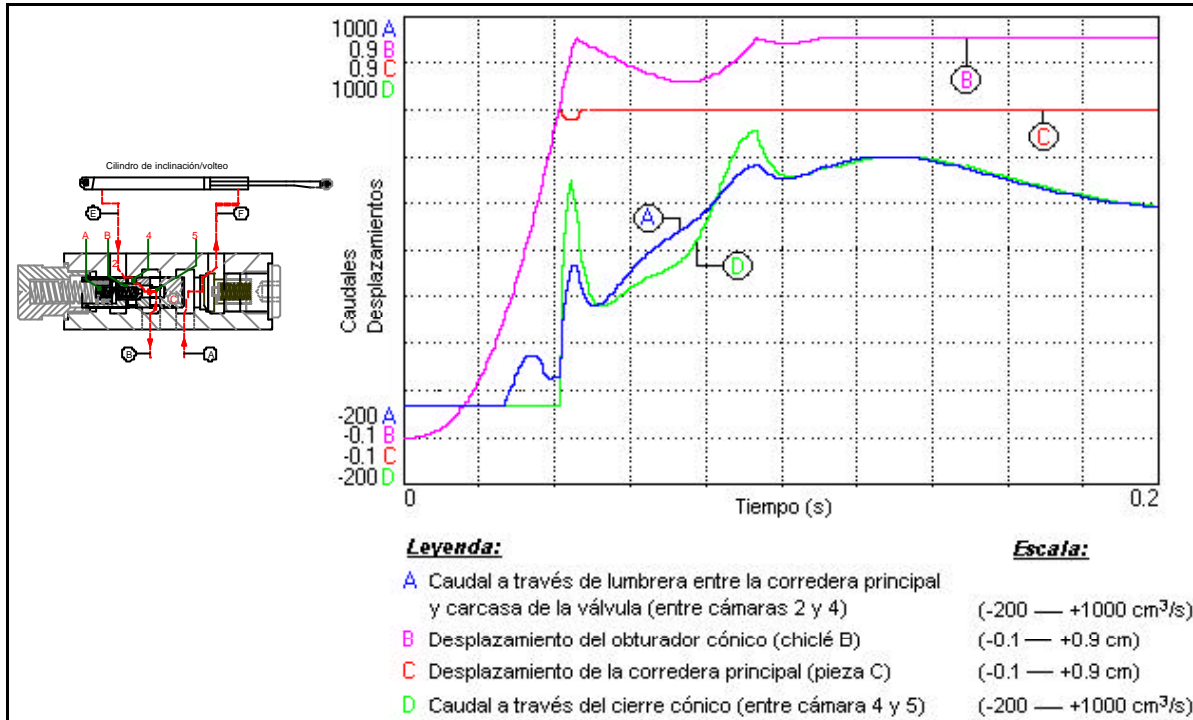 1000 A
0.9 B
0.9 C
1000 D
Caudales
Desplazamientos
-200 A
-0.1 B
-0.1 C
-200 D
0
Tiempo (s)
0.2
B
C
A
D
Cilindro de inclinación/volteo
E
F
A
B
4
5
2
C
B
A
Leyenda:
Escala:
A Caudal a través de lumbrera entre la corredera principal
y carcasa de la válvula (entre cámaras 2 y 4)
(-200 — +1000 cm³/s)
B Desplazamiento del obturador cónico (chiclé B)
(-0.1 — +0.9 cm)
C Desplazamiento de la corredera principal (pieza C)
(-0.1 — +0.9 cm)
D Caudal a través del cierre cónico (entre cámara 4 y 5)
(-200 — +1000 cm³/s)